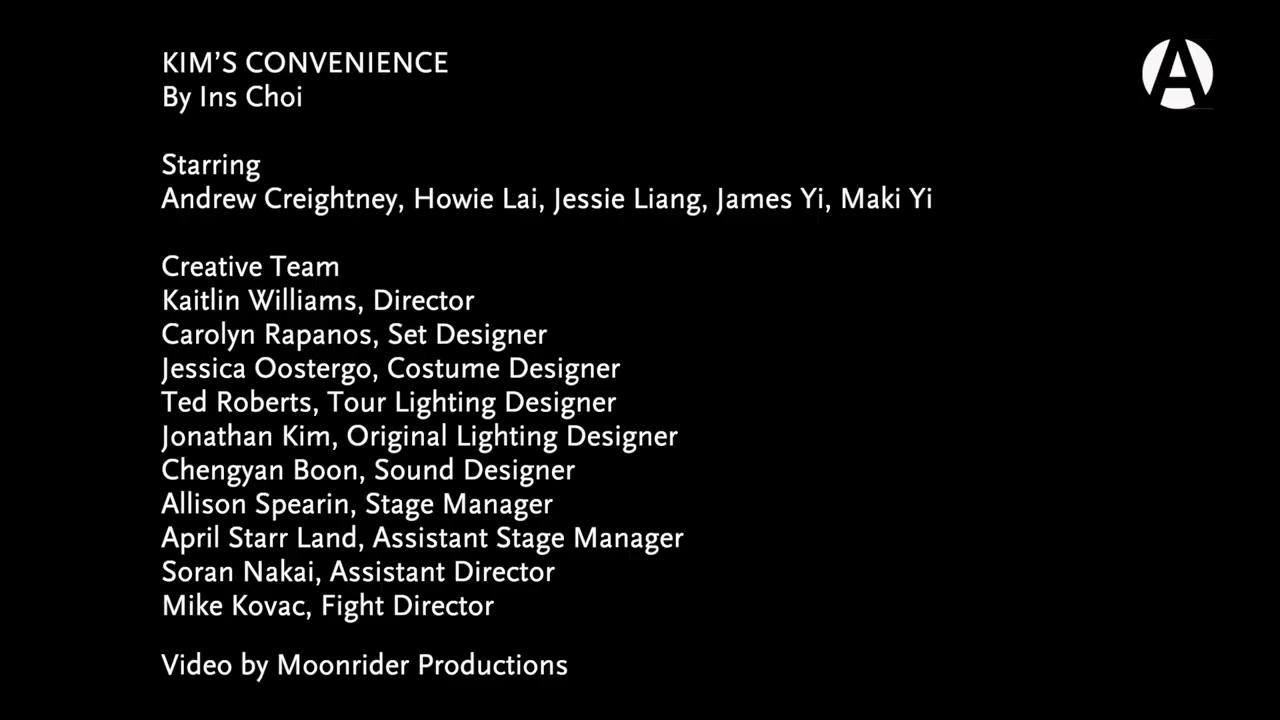 KIM'S CONVENIENCE
By Ins Choi
Starring
Andrew Creightney, Howie Lai, Jessie Liang, James Yi, Maki Yi
Creative Team
Kaitlin Williams, Director
Carolyn Rapanos, Set Designer
Jessica Oostergo, Costume Designer
Ted Roberts, Tour Lighting Designer
Jonathan Kim, Original Lighting Designer
Chengyan Boon, Sound Designer
Allison Spearin, Stage Manager
April Starr Land, Assistant Stage Manager
Soran Nakai, Assistant Director
Mike Kovac, Fight Director
Video by Moonrider Productions
A